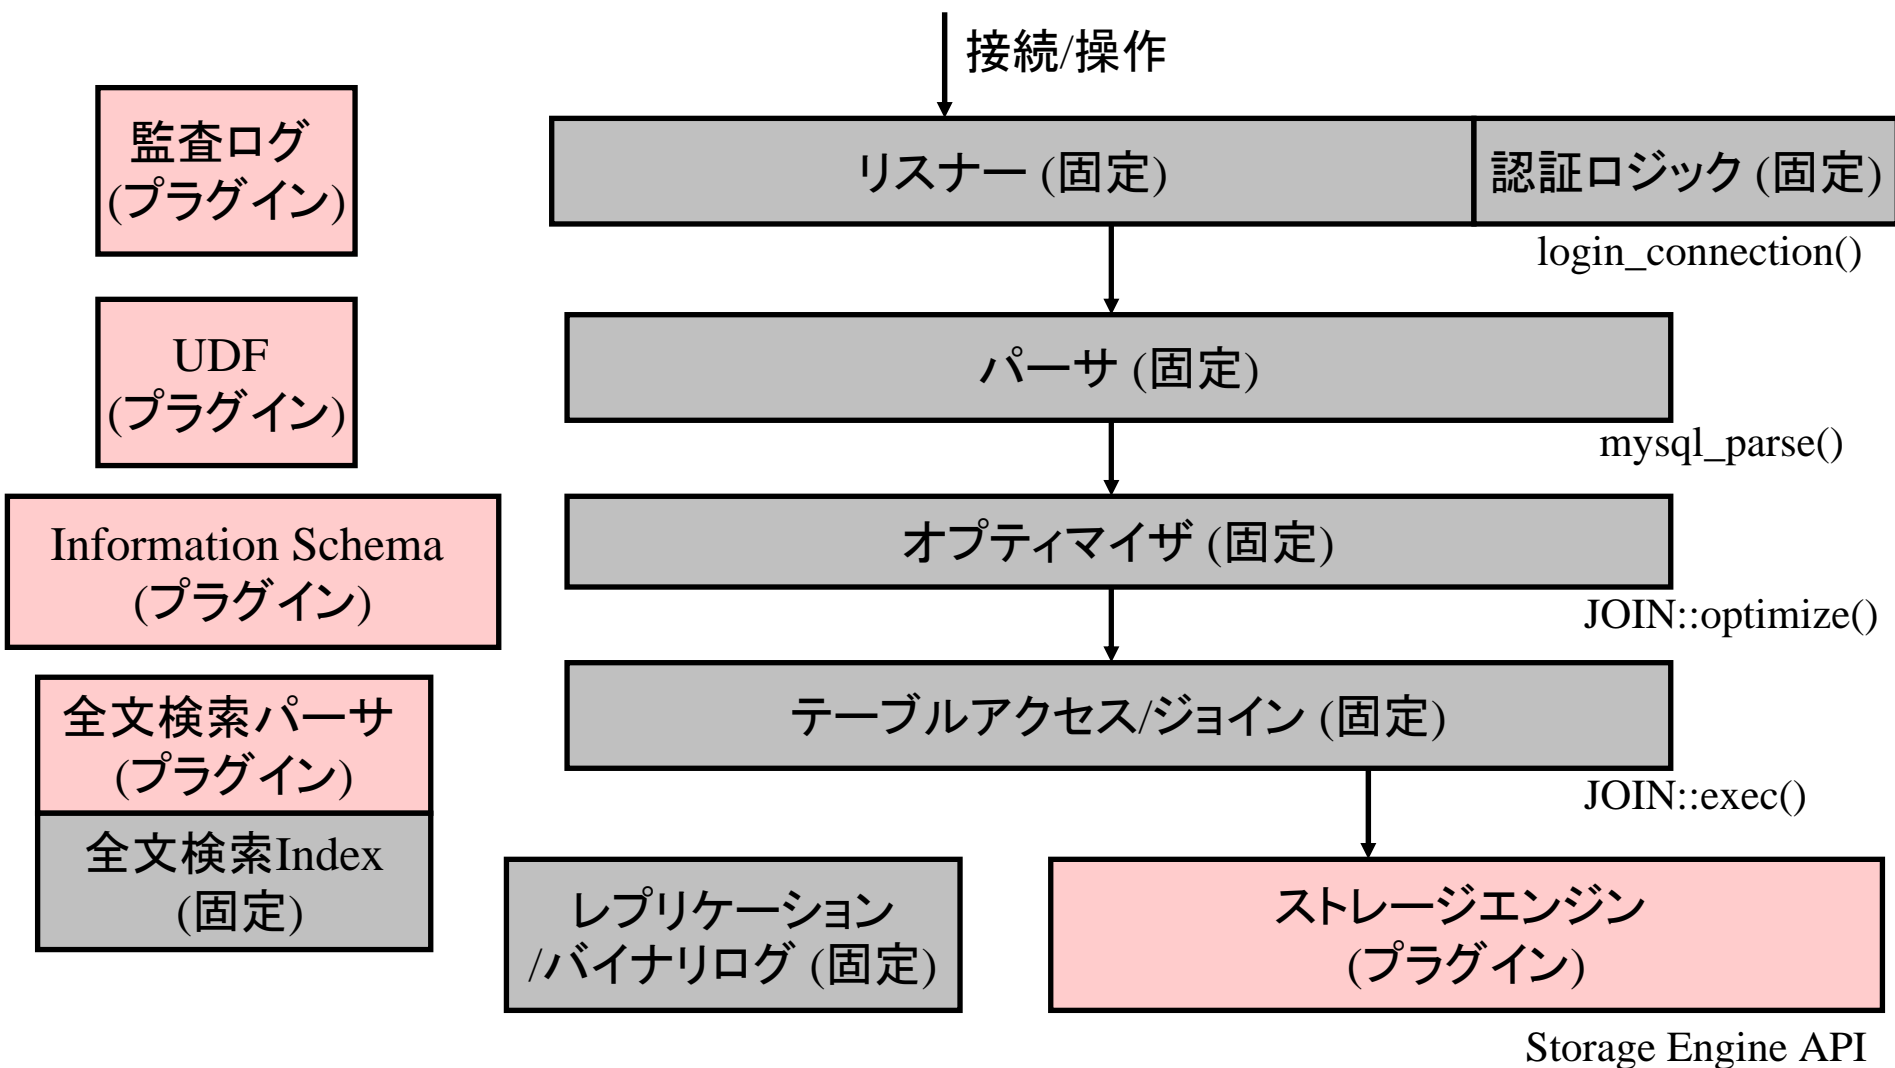 接続/操作
監査ログ
(プラグイン)
リスナー (固定)
認証ロジック (固定)
login_connection()
UDF
(プラグイン)
パーサ (固定)
mysql_parse()
Information Schema
(プラグイン)
オプティマイザ (固定)
JOIN::optimize()
全文検索パーサ
(プラグイン)
テーブルアクセス/ジョイン (固定)
JOIN::exec()
全文検索Index
(固定)
レプリケーション
/バイナリログ (固定)
ストレージエンジン
(プラグイン)
Storage Engine API